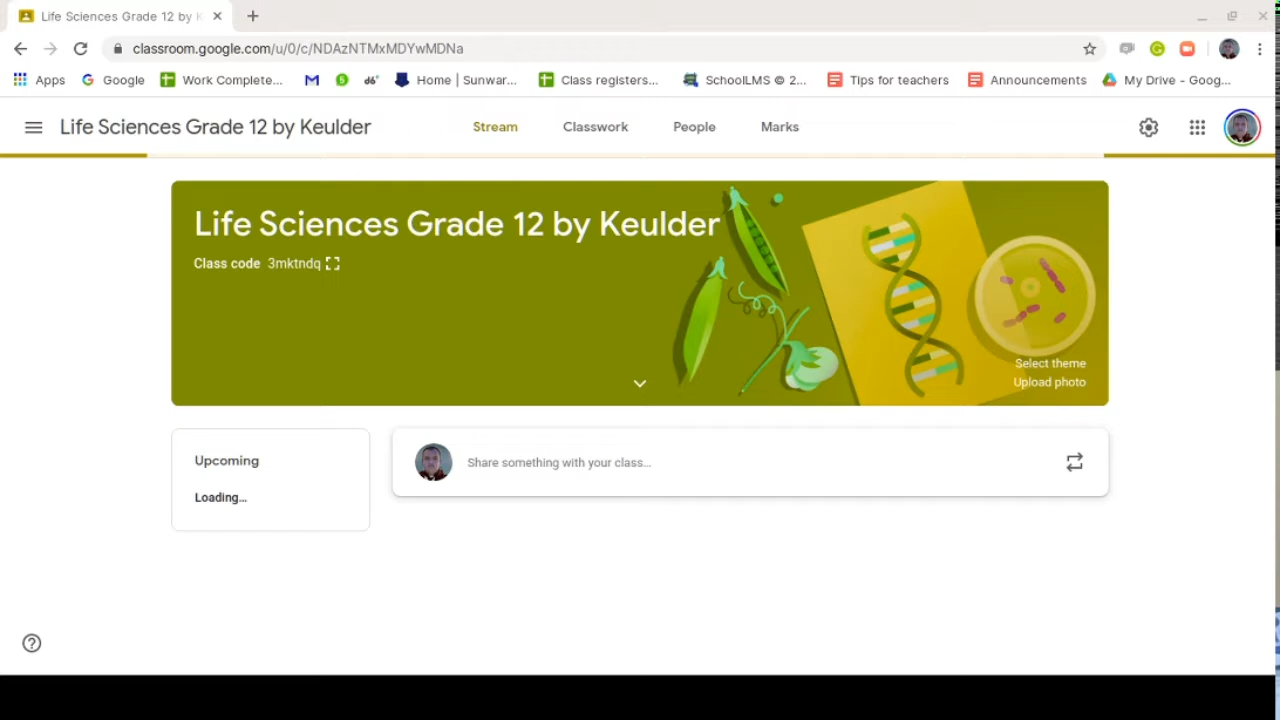 Life Sciences Grade 12 by K
classroom.google.com/u/0/c/NDAzNTMxMDYwMDNa
Apps Google Work Complete... 5 d6 Home | Sunwar... Class registers... SchoolLMS © 2... Tips for teachers Announcements My Drive - Goog...
Life Sciences Grade 12 by Keulder Stream Classwork People Marks
Life Sciences Grade 12 by Keulder
Class code 3mktndq
Select theme
Upload photo
Upcoming
Loading...
Share something with your class...